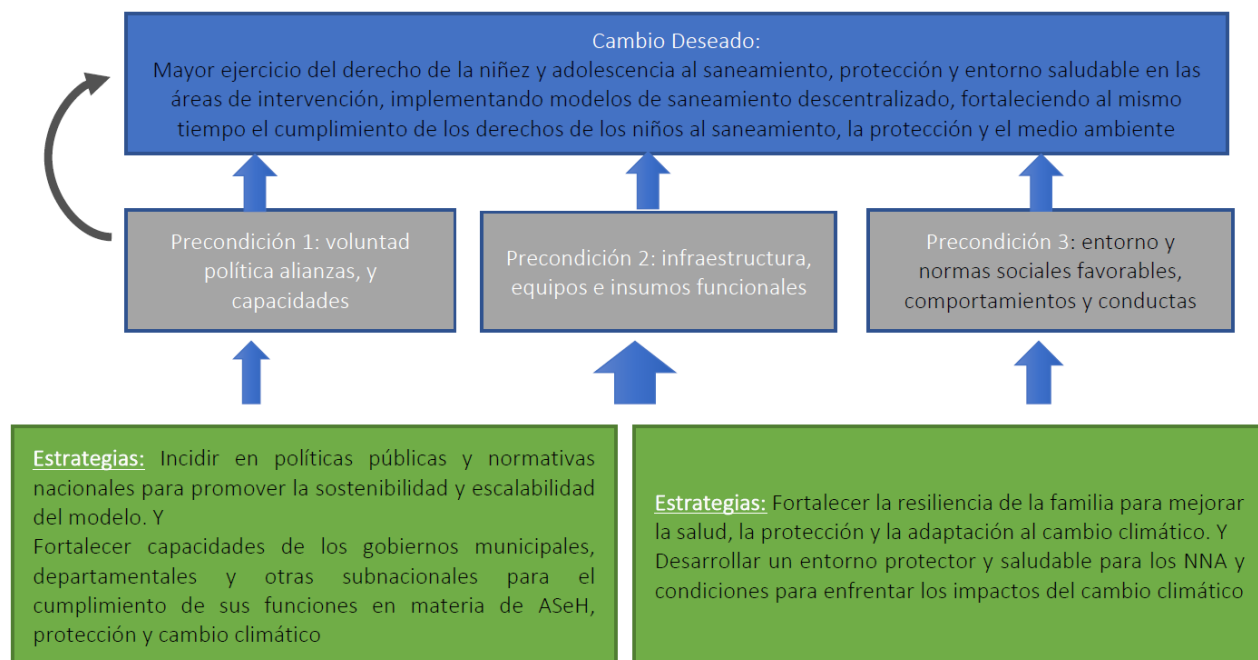 Cambio Deseado:
Mayor ejercicio del derecho de la niñez y adolescencia al saneamiento, protección y entorno saludable en las
áreas de intervención, implementando modelos de saneamiento descentralizado, fortaleciendo al mismo
tiempo el cumplimiento de los derechos de los niños al saneamiento, la protección y el medio ambiente
Precondición 1: voluntad
política alianzas, y
capacidades
Precondición 2: infraestructura,
equipos e insumos funcionales
Precondición 3: entorno y
normas sociales favorables,
comportamientos y conductas
Estrategias: Incidir en políticas públicas y normativas
nacionales para promover la sostenibilidad y escalabilidad
del modelo. Y
Fortalecer capacidades de los gobiernos municipales,
departamentales y otras subnacionales para el
cumplimiento de sus funciones en materia de ASeH,
protección y cambio climático
Estrategias: Fortalecer la resiliencia de la familia para mejorar
la salud, la protección y la adaptación al cambio climático. Y
Desarrollar un entorno protector y saludable para los NNA y
condiciones para enfrentar los impactos del cambio climático